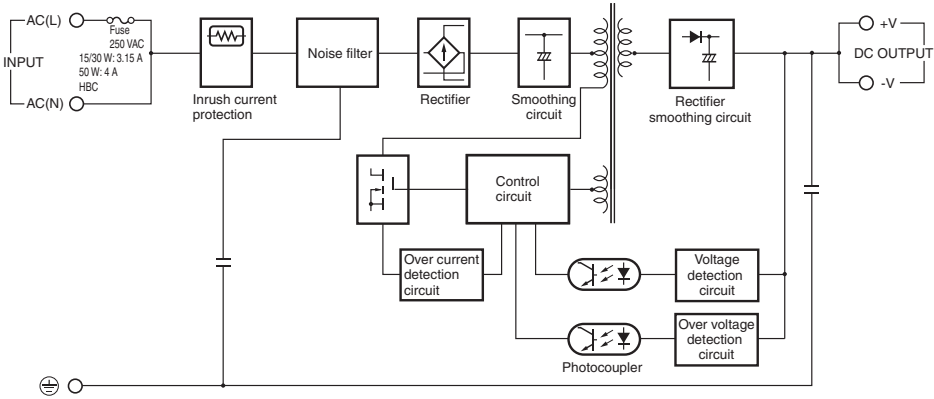 AC(L)
Fuse
250 VAC
15/30 W: 3.15 A
50 W: 4 A
HBC
INPUT
AC(N)
Inrush current
protection
Noise filter
Rectifier
Smoothing
circuit
Rectifier
smoothing circuit
+V
DC OUTPUT
-V
Control
circuit
Over current
detection
circuit
Voltage
detection
circuit
Over voltage
detection
circuit
Photocoupler